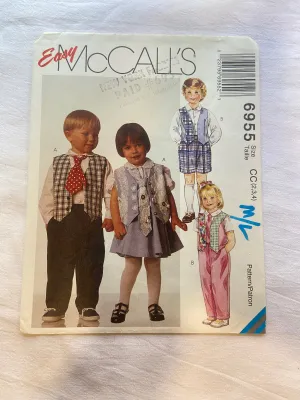 Easy McCALL'S
6955
Size
Taille
CC(2,3,4)
M/L
Pattern/Patron
A
A
B
B